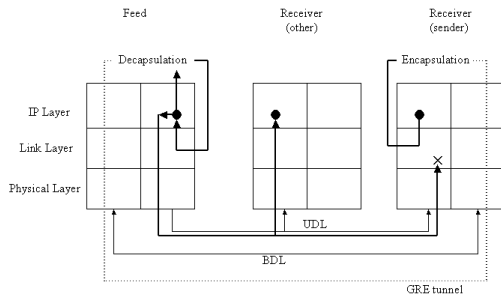 Feed
Receiver
(other)
Receiver
(sender)
Decapsulation
Encapsulation
IP Layer
Link Layer
Physical Layer
UDL
BDL
GRE tunnel